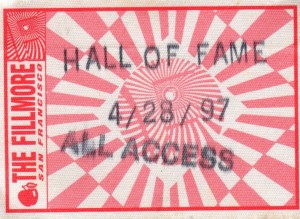 THE FILLMORE
SAN FRANCISCO
HALL OF FAME
4/28/97
ALL ACCESS